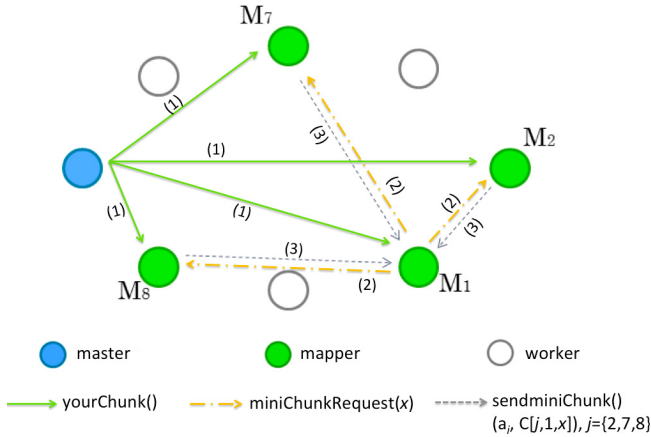 M7
(1)
(3)
M2
(1)
(2)
(2)
(1)
(1)
(3)
(3)
M8
(2)
M1
master
mapper
worker
yourChunk()
miniChunkRequest(x)
sendminiChunk()
(ai, C[j,1,x]), j={2,7,8}